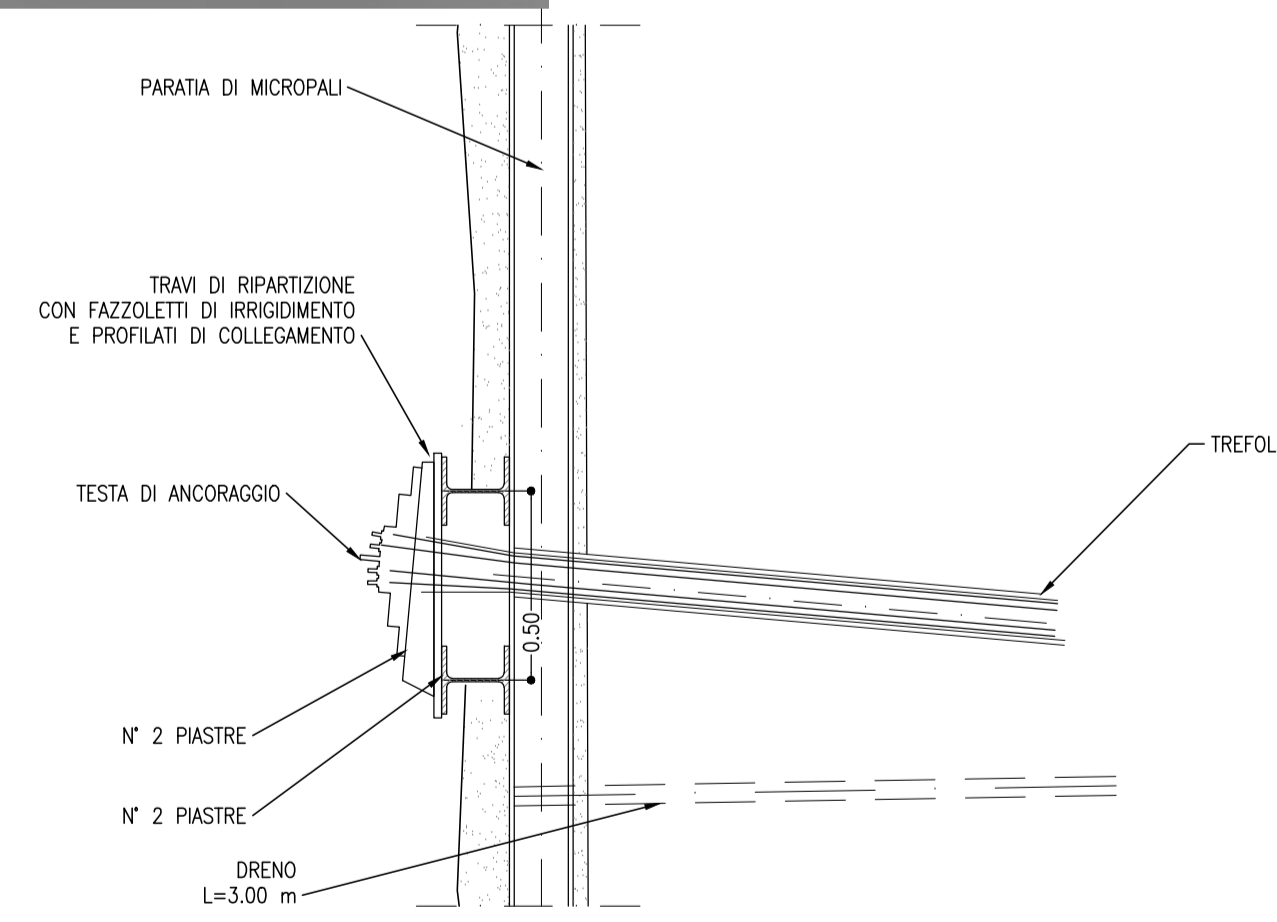 PARATIA DI MICROPALI
TRAVI DI RIPARTIZIONE
CON FAZZOLETTI DI IRRIGIDIMENTO
E PROFILATI DI COLLEGAMENTO
TREFOL
TESTA DI ANCORAGGIO
0.50
N° 2 PIASTRE
N° 2 PIASTRE
DRENO
L=3.00 m